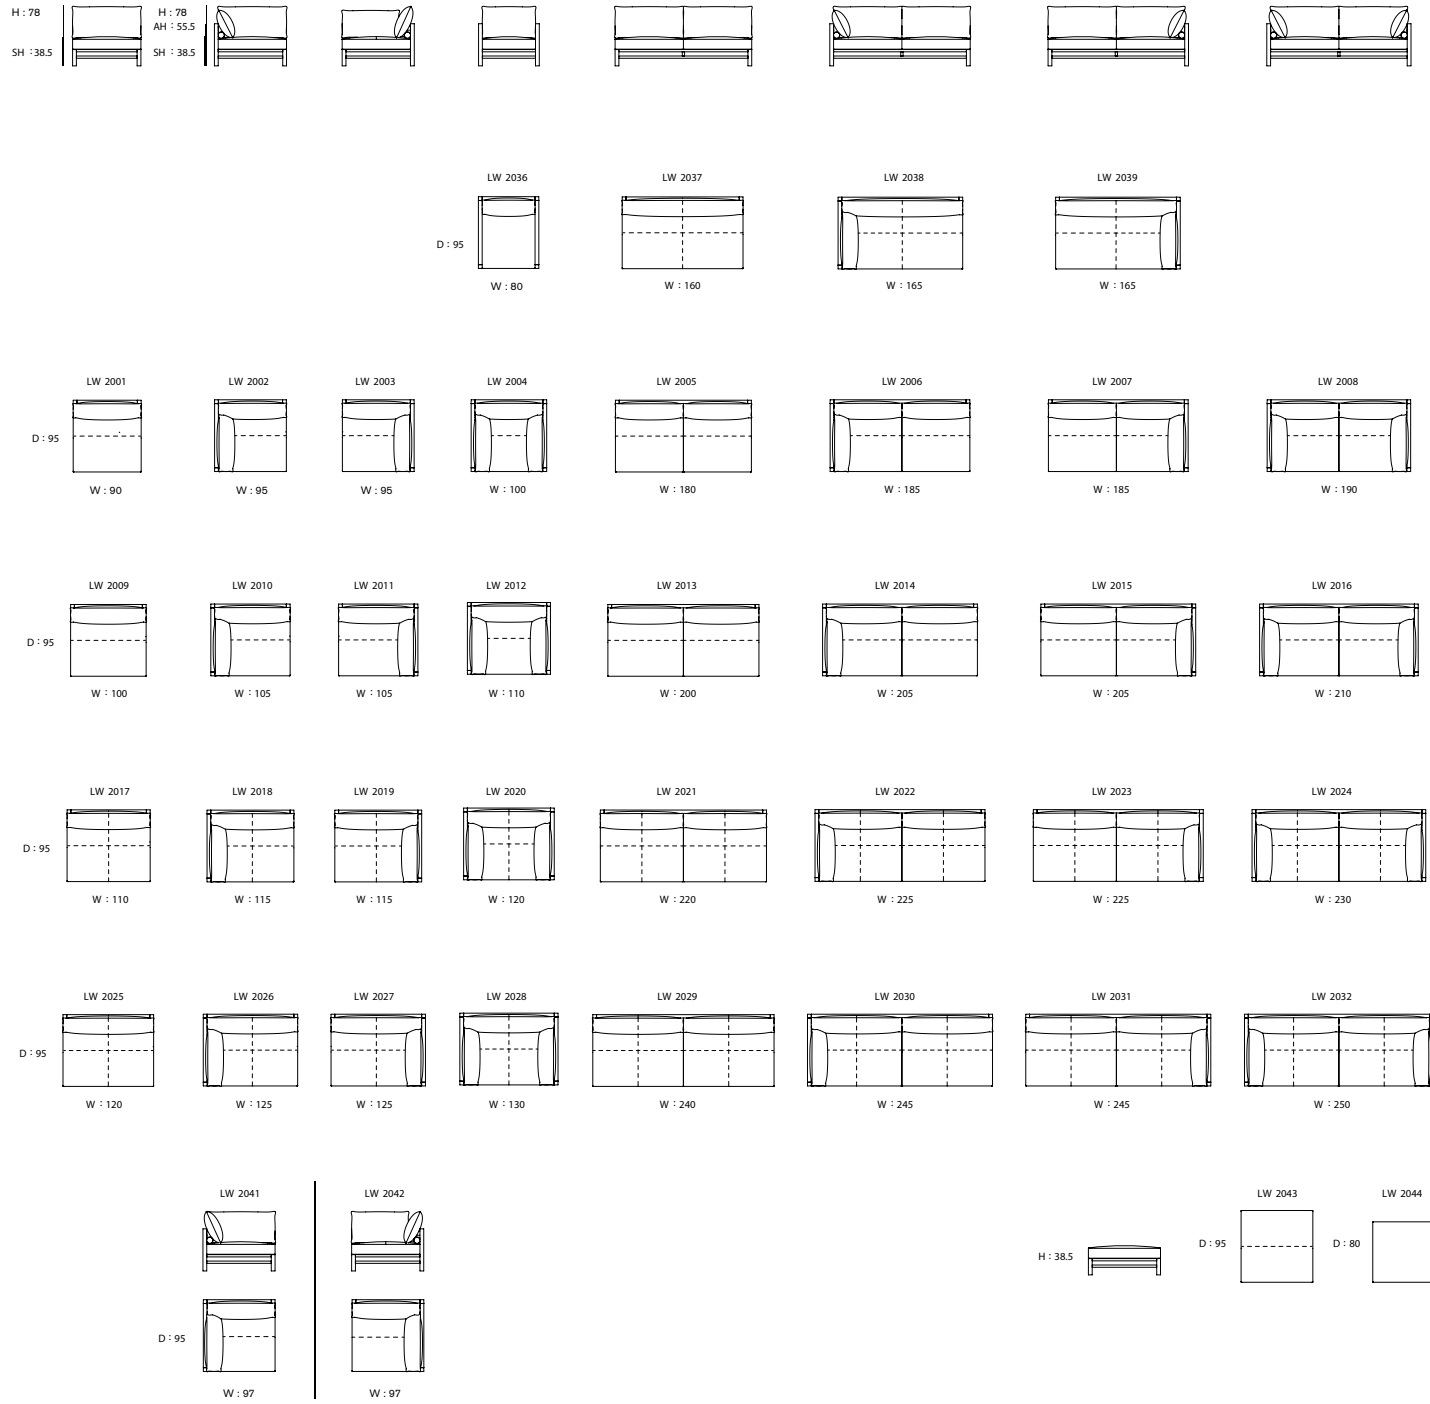 H : 78
H : 78
AH : 55.5
SH : 38.5
SH : 38.5
LW 2036
LW 2037
LW 2038
LW 2039
D : 95
W : 80
W : 160
W : 165
W : 165
LW 2001
LW 2002
LW 2003
LW 2004
LW 2005
LW 2006
LW 2007
LW 2008
D : 95
W : 90
W : 95
W : 95
W : 100
W : 180
W : 185
W : 185
W : 190
LW 2009
LW 2010
LW 2011
LW 2012
LW 2013
LW 2014
LW 2015
LW 2016
D : 95
W : 100
W : 105
W : 105
W : 110
W : 200
W : 205
W : 205
W : 210
LW 2017
LW 2018
LW 2019
LW 2020
LW 2021
LW 2022
LW 2023
LW 2024
D : 95
W : 110
W : 115
W : 115
W : 120
W : 220
W : 225
W : 225
W : 230
LW 2025
LW 2026
LW 2027
LW 2028
LW 2029
LW 2030
LW 2031
LW 2032
D : 95
W : 120
W : 125
W : 125
W : 130
W : 240
W : 245
W : 245
W : 250
LW 2041
LW 2042
LW 2043
LW 2044
H : 38.5
D : 95
D : 80
D : 95
W : 97
W : 97